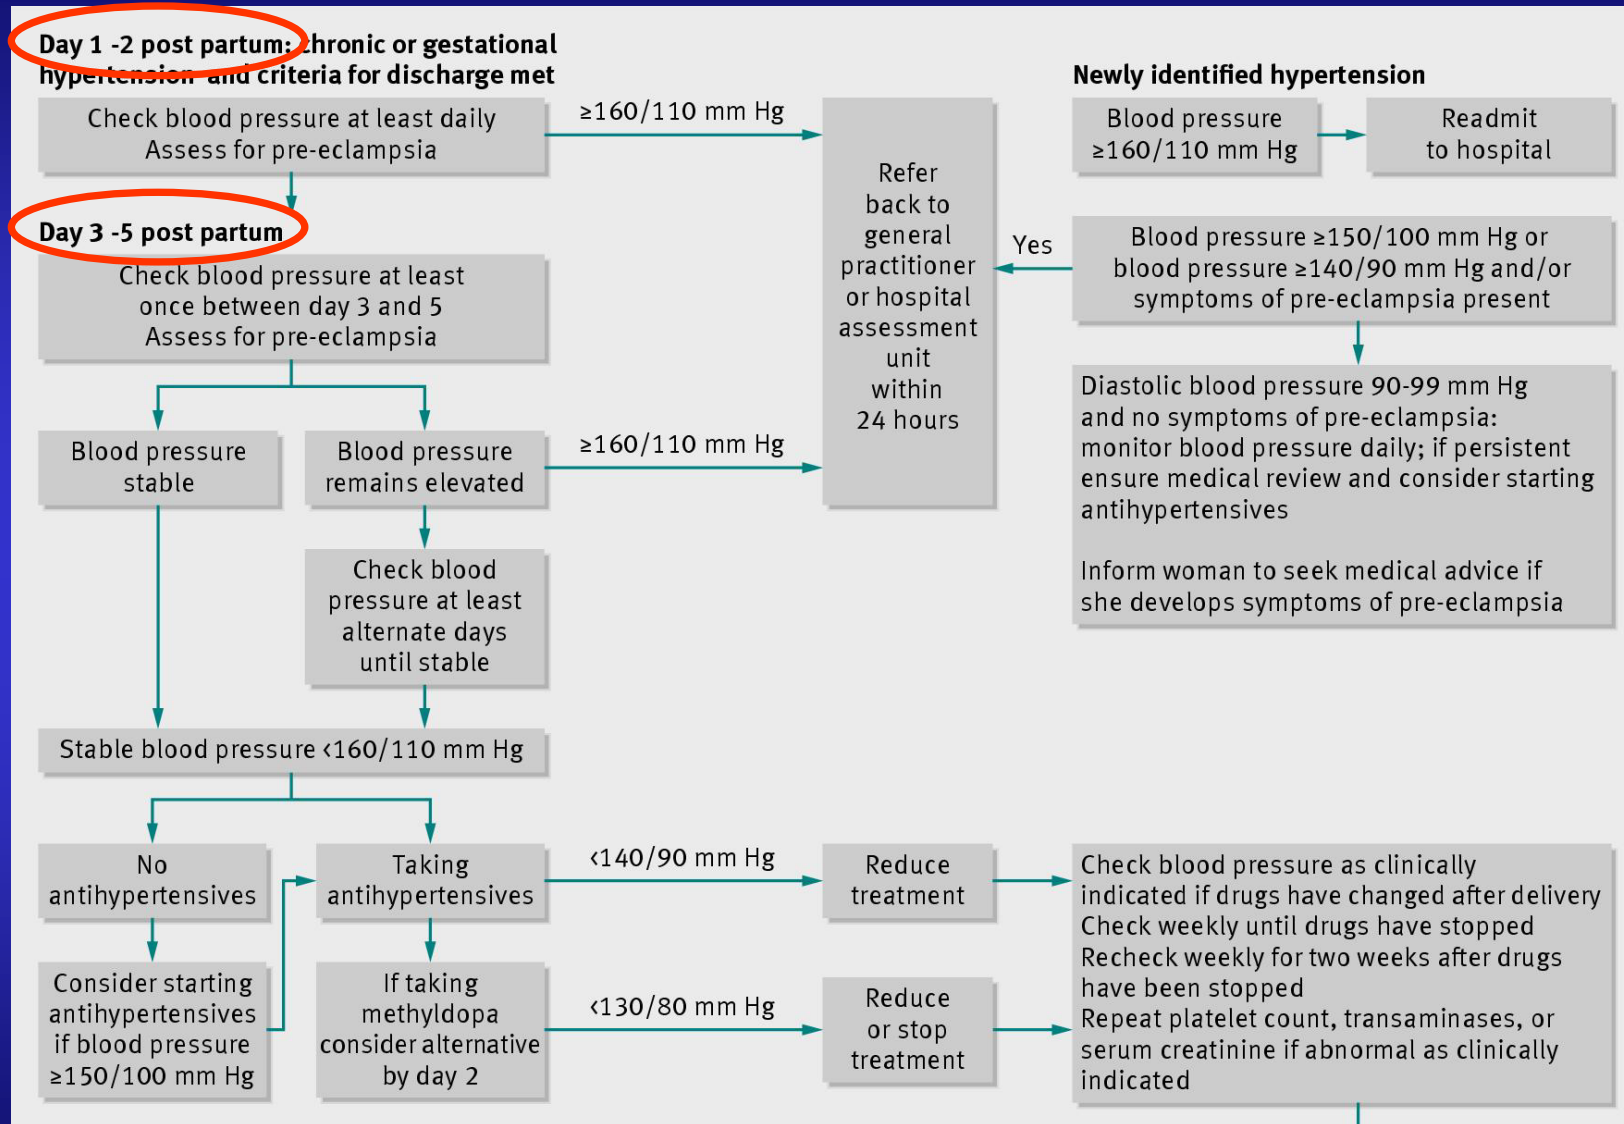 Day 1 -2 post partum: chronic or gestational
hypertension and criteria for discharge met
Check blood pressure at least daily
Assess for pre-eclampsia
≥160/110 mm Hg
Day 3 -5 post partum
Check blood pressure at least
once between day 3 and 5
Assess for pre-eclampsia
Blood pressure
stable
Blood pressure
remains elevated
≥160/110 mm Hg
Check blood
pressure at least
alternate days
until stable
Refer
back to
general
practitioner
or hospital
assessment
unit
within
24 hours
Newly identified hypertension
Blood pressure
≥160/110 mm Hg
Readmit
to hospital
Yes
Blood pressure ≥150/100 mm Hg or
blood pressure ≥140/90 mm Hg and/or
symptoms of pre-eclampsia present
Diastolic blood pressure 90-99 mm Hg
and no symptoms of pre-eclampsia:
monitor blood pressure daily; if persistent
ensure medical review and consider starting
antihypertensives
Inform woman to seek medical advice if
she develops symptoms of pre-eclampsia
Stable blood pressure <160/110 mm Hg
No
antihypertensives
Taking
antihypertensives
<140/90 mm Hg
Reduce
treatment
Consider starting
antihypertensives
if blood pressure
≥150/100 mm Hg
If taking
methyldopa
consider alternative
by day 2
<130/80 mm Hg
Reduce
or stop
treatment
Check blood pressure as clinically
indicated if drugs have changed after delivery
Check weekly until drugs have stopped
Recheck weekly for two weeks after drugs
have been stopped
Repeat platelet count, transaminases, or
serum creatinine if abnormal as clinically
indicated